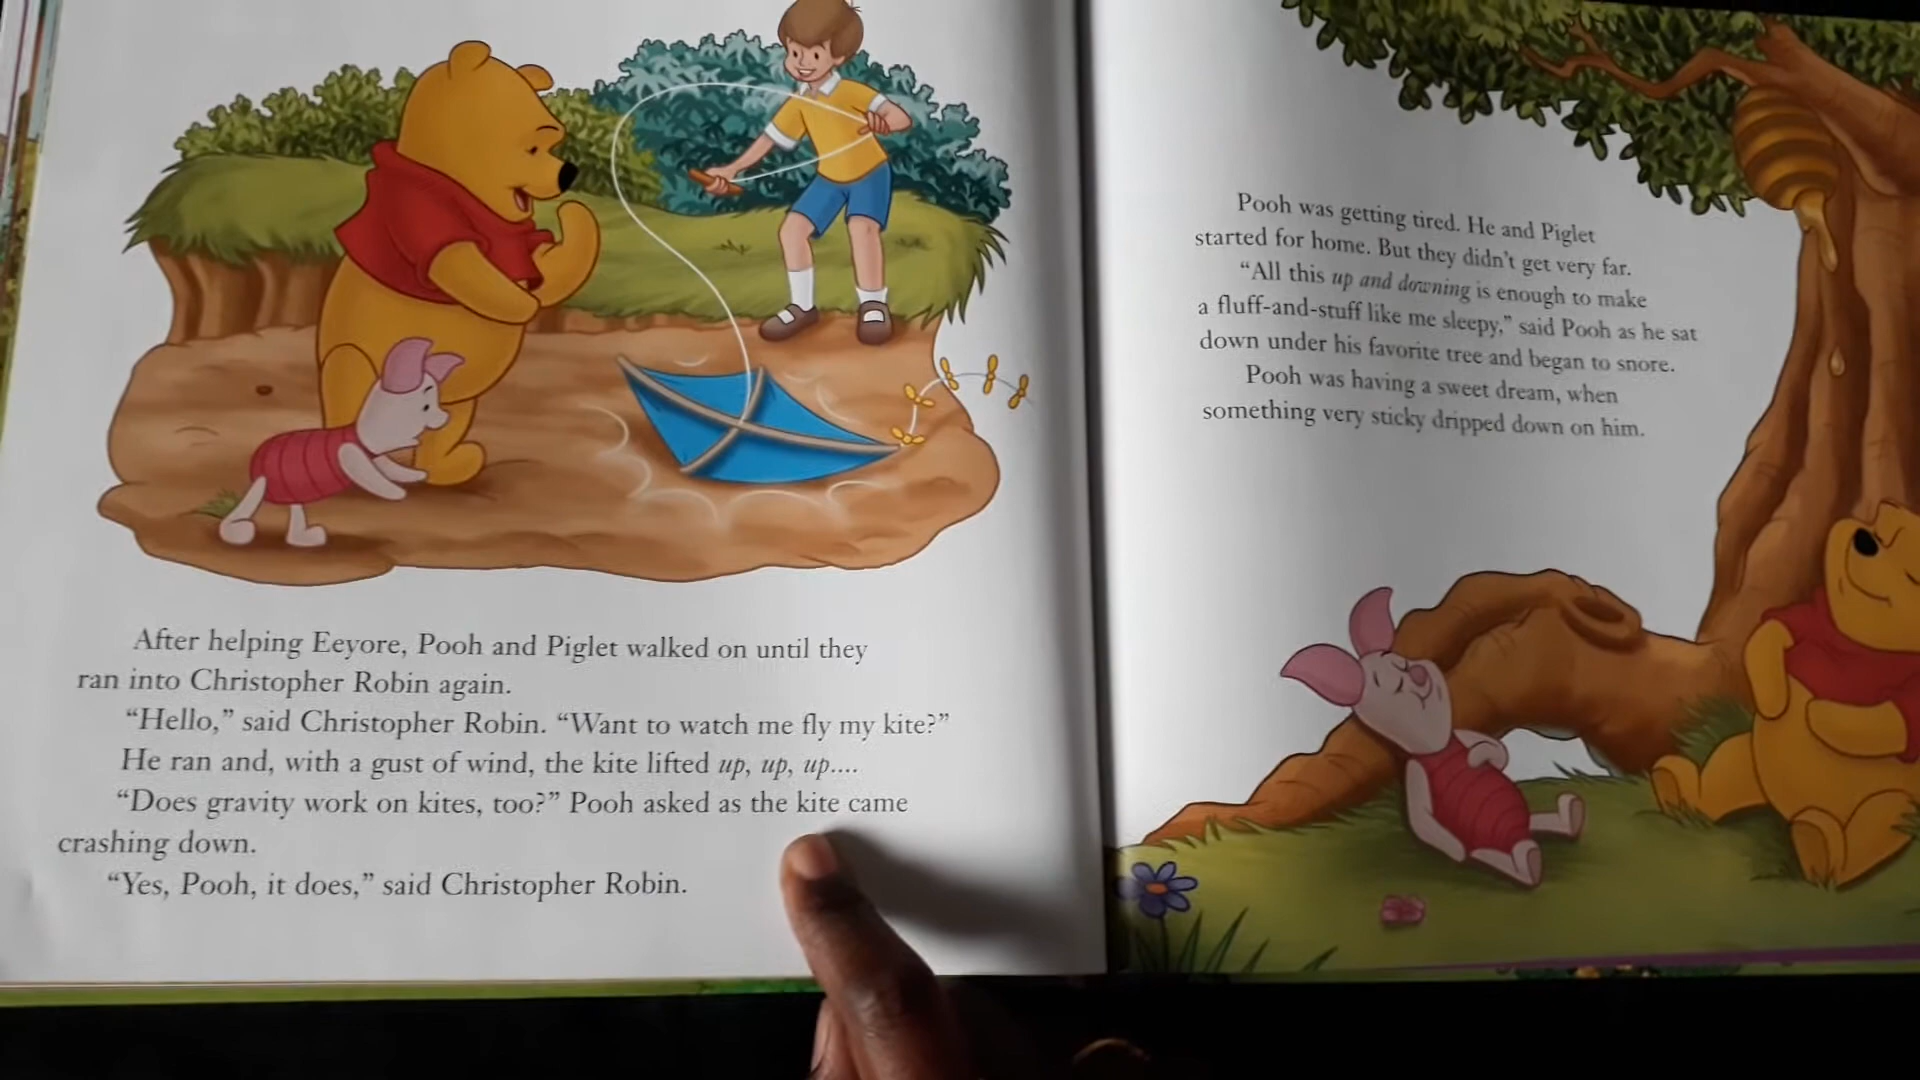 After helping Eeyore, Pooh and Piglet walked on until they
ran into Christopher Robin again.
“Hello,” said Christopher Robin. “Want to watch me fly my kite?”
He ran and, with a gust of wind, the kite lifted up, up, up....
“Does gravity work on kites, too?” Pooh asked as the kite came
crashing down.
“Yes, Pooh, it does,” said Christopher Robin.
Pooh was getting tired. He and Piglet
started for home. But they didn’t get very far.
“All this up and downing is enough to make
a fluff-and-stuff like me sleepy,” said Pooh as he sat
down under his favorite tree and began to snore.
Pooh was having a sweet dream, when
something very sticky dripped down on him.